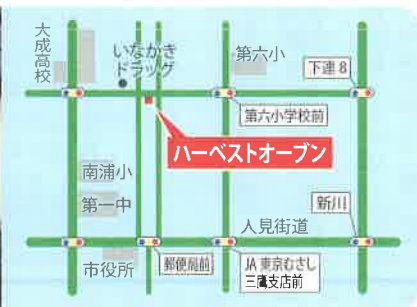 大成高校
いなかき
ドラッグ
第六小
下連8
第六小学校前
ハーベストオーブン
南浦小
第一中
人見街道
新川
市役所
郵便局前
JA東京むさし
三鷹支店前